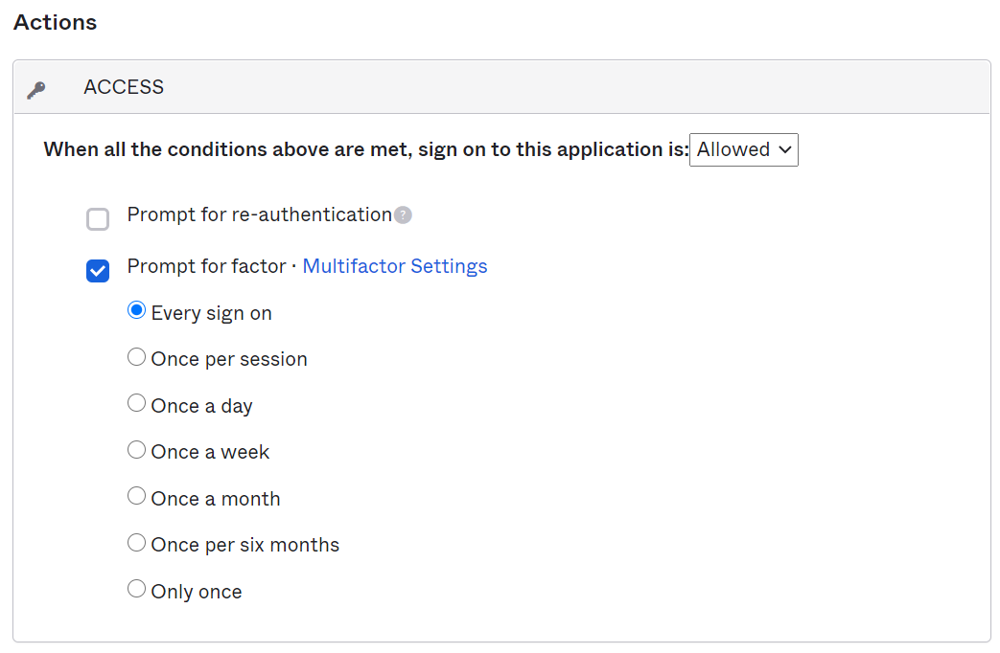 Actions
ACCESS
When all the conditions above are met, sign on to this application is: Allowed
Prompt for re-authentication ?
Prompt for factor · Multifactor Settings
Every sign on
Once per session
Once a day
Once a week
Once a month
Once per six months
Only once